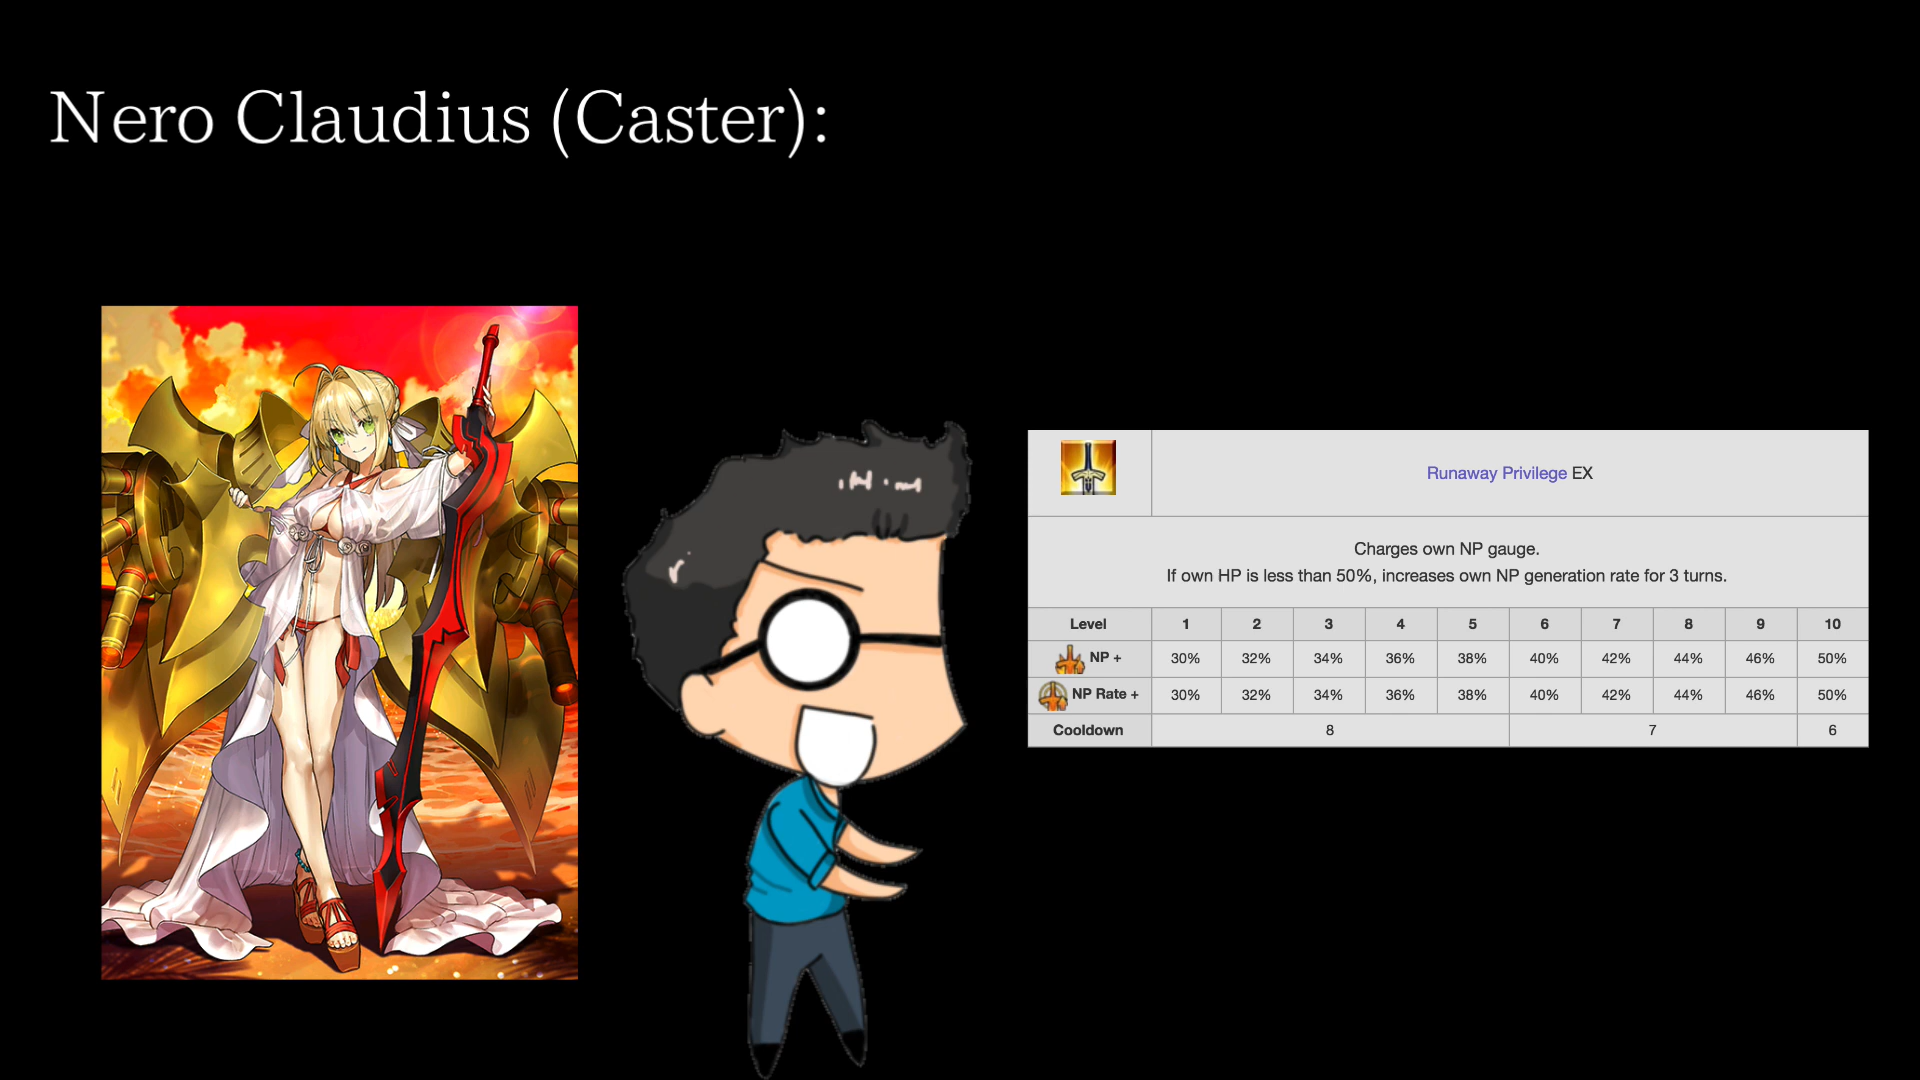 Nero Claudius (Caster):
Runaway Privilege EX
Charges own NP gauge.
If own HP is less than 50%, increases own NP generation rate for 3 turns.
Level 1 2 3 4 5 6 7 8 9 10
NP + 30% 32% 34% 36% 38% 40% 42% 44% 46% 50%
NP Rate + 30% 32% 34% 36% 38% 40% 42% 44% 46% 50%
Cooldown 8 7 6